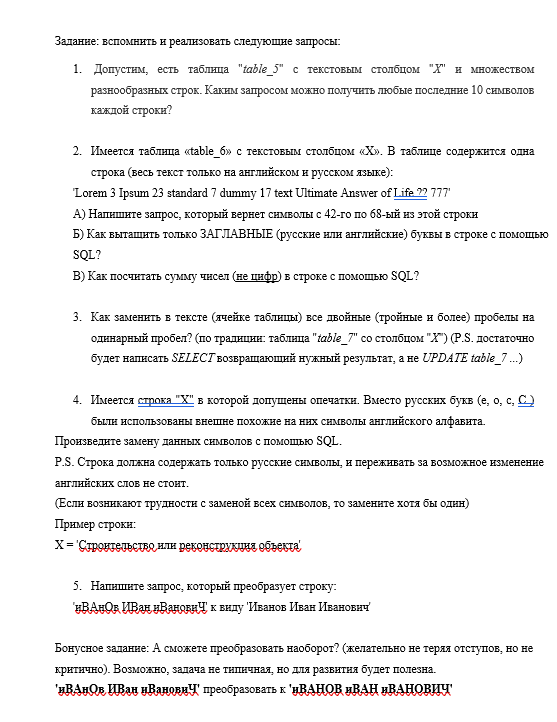 Задание: вспомнить и реализовать следующие запросы:
1. Допустим, есть таблица "table_5" с текстовым столбцом "X" и множеством
разнообразных строк. Каким запросом можно получить любые последние 10 символов
каждой строки?
2. Имеется таблица «table_6» с текстовым столбцом «X». В таблице содержится одна
строка (весь текст только на английском и русском языке):
'Lorem 3 Ipsum 23 standard 7 dummy 17 text Ultimate Answer of Life ?? 777'
А) Напишите запрос, который вернет символы с 42-го по 68-ый из этой строки
Б) Как вытащить только ЗАГЛАВНЫЕ (русские или английские) буквы в строке с помощью
SQL?
В) Как посчитать сумму чисел (не цифр) в строке с помощью SQL?
3. Как заменить в тексте (ячейке таблицы) все двойные (тройные и более) пробелы на
одинарный пробел? (по традиции: таблица "table_7" со столбцом "X") (P.S. достаточно
будет написать SELECT возвращающий нужный результат, а не UPDATE table_7 ...)
4. Имеется строка "X" в которой допущены опечатки. Вместо русских букв (е, о, с, С )
были использованы внешне похожие на них символы английского алфавита.
Произведите замену данных символов с помощью SQL.
P.S. Строка должна содержать только русские символы, и переживать за возможное изменение
английских слов не стоит.
(Если возникают трудности с заменой всех символов, то замените хотя бы один)
Пример строки:
X = 'Cтpoитeльcтвo или peкoнcтpyкция oбъeктa'
5. Напишите запрос, который преобразует строку:
'иВАнОв ИВан иВановиЧ' к виду 'Иванов Иван Иванович'
Бонусное задание: А сможете преобразовать наоборот? (желательно не теряя отступов, но не
критично). Возможно, задача не типичная, но для развития будет полезна.
'иВАнОв ИВан иВановиЧ' преобразовать к 'иВАНОВ иВАН иВАНОВИЧ'